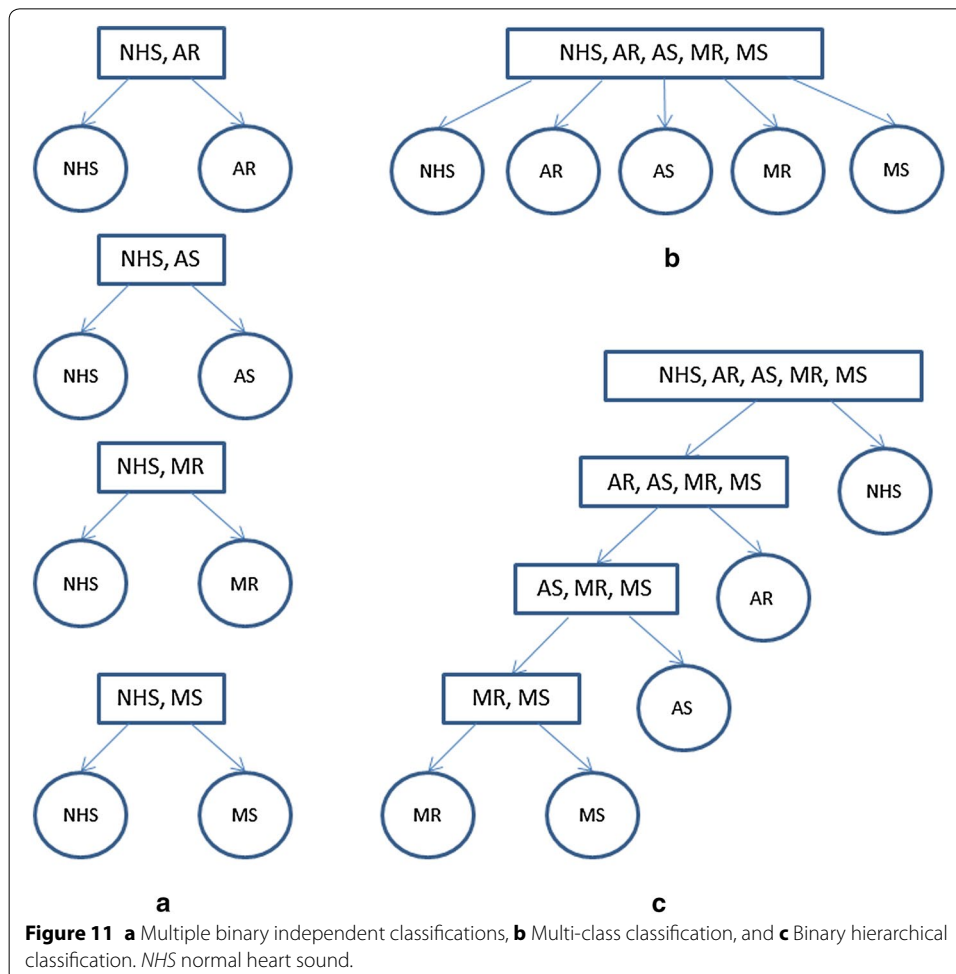 NHS, AR
NHS
AR
NHS, AS
NHS
AS
NHS, MR
NHS
MR
NHS, MS
NHS
MS
a
NHS, AR, AS, MR, MS
NHS
AR
AS
MR
MS
b
NHS, AR, AS, MR, MS
AR, AS, MR, MS
NHS
AS, MR, MS
AR
MR, MS
AS
MR
MS
c
Figure 11 a Multiple binary independent classifications, b Multi-class classification, and c Binary hierarchical
classification. NHS normal heart sound.